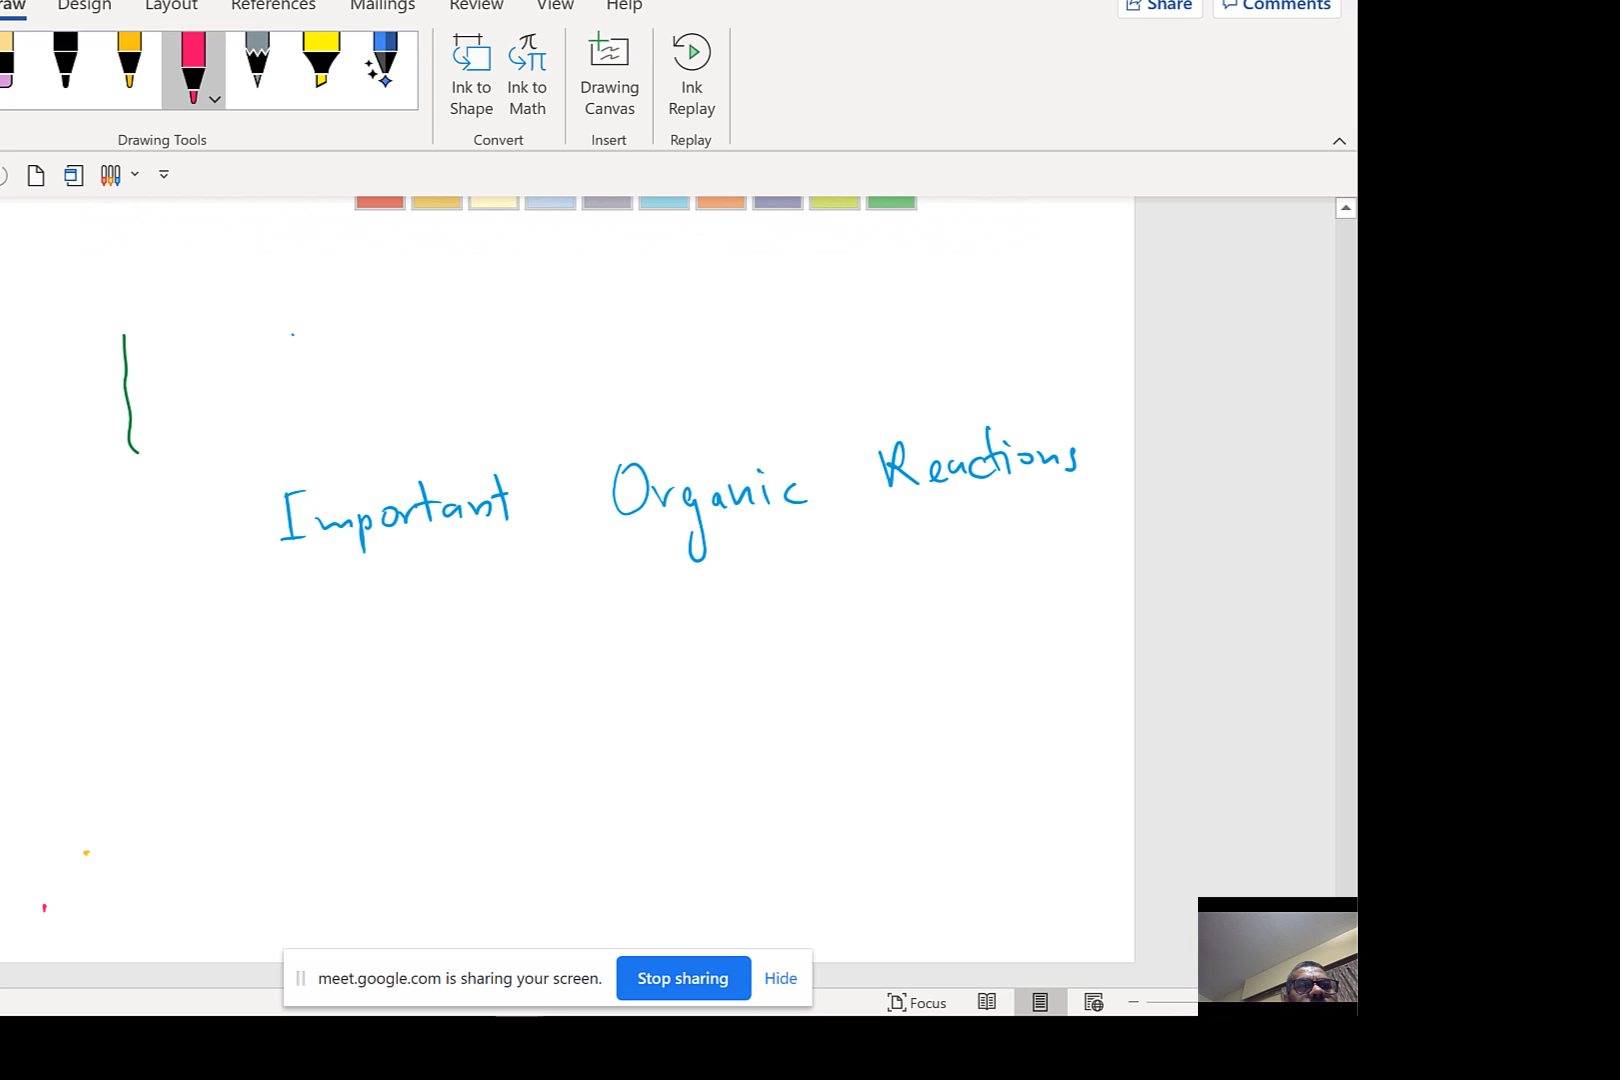 Design Layout References Mailings Review View Help Share Comments
Ink to Shape Ink to Math Drawing Canvas Ink Replay
Drawing Tools Convert Insert Replay
Important Organic Reactions
meet.google.com is sharing your screen. Stop sharing Hide
Focus